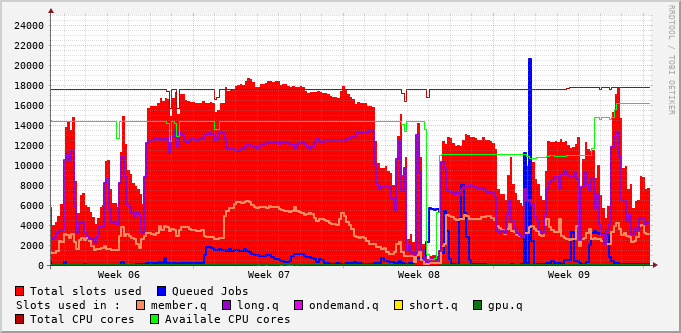 RRDTOOL / TOBI OETIKER
24000
22000
20000
18000
16000
14000
12000
10000
8000
6000
4000
2000
0
Week 06 Week 07 Week 08 Week 09
Total slots used Queued Jobs
Slots used in : member.q long.q ondemand.q short.q gpu.q
Total CPU cores Availale CPU cores